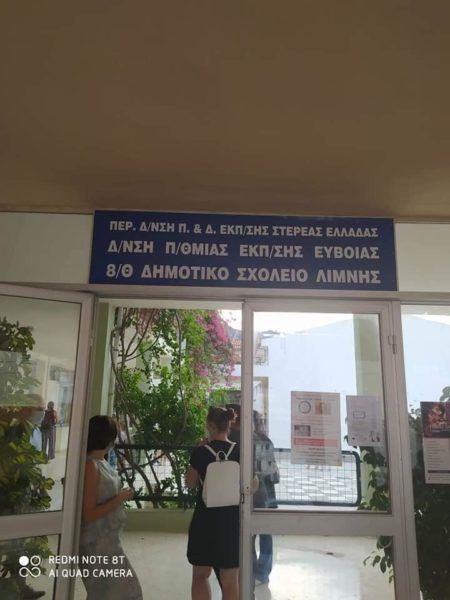 ΠΕΡ. Δ/ΝΣΗ Π. & Δ. ΕΚΠ/ΣΗΣ ΣΤΕΡΕΑΣ ΕΛΛΑΔΑΣ
Δ/ΝΣΗ Π/ΘΜΙΑΣ ΕΚΠ/ΣΗΣ ΕΥΒΟΙΑΣ
8/Θ ΔΗΜΟΤΙΚΟ ΣΧΟΛΕΙΟ ΛΙΜΝΗΣ
REDMI NOTE 8T
AI QUAD CAMERA